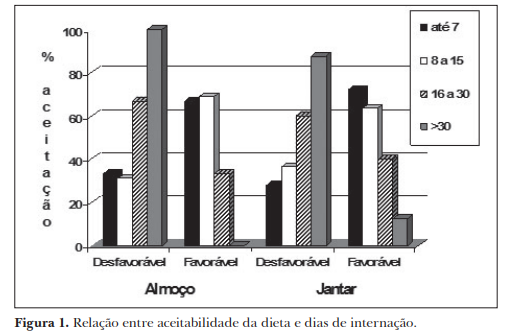 % aceitação
100
80
60
40
20
0
Desfavorável Favorável Desfavorável Favorável
Almoço Jantar
até 7
8 a 15
16 a 30
>30
Figura 1. Relação entre aceitabilidade da dieta e dias de internação.